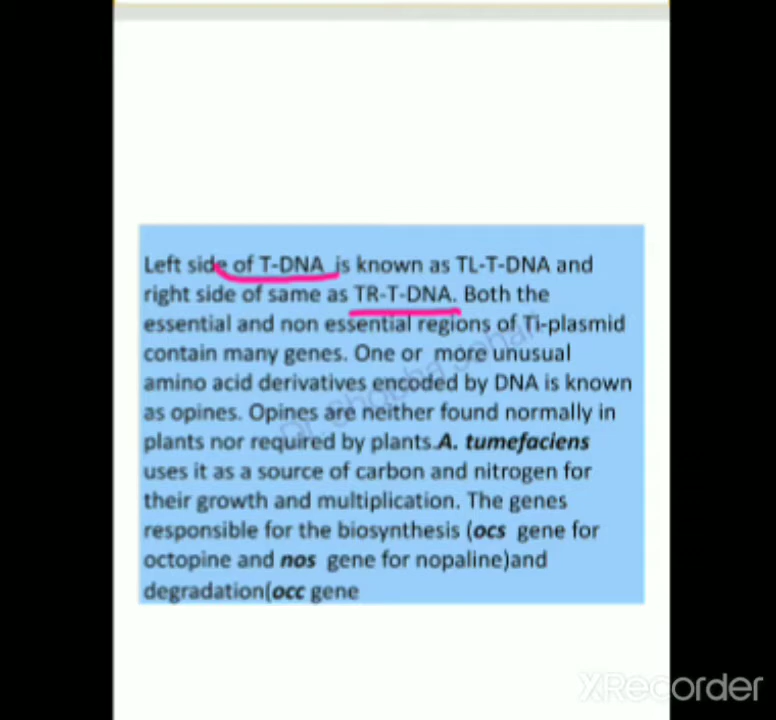 Left side of T-DNA is known as TL-T-DNA and
right side of same as TR-T-DNA. Both the
essential and non essential regions of Ti-plasmid
contain many genes. One or more unusual
amino acid derivatives encoded by DNA is known
as opines. Opines are neither found normally in
plants nor required by plants.A. tumefaciens
uses it as a source of carbon and nitrogen for
their growth and multiplication. The genes
responsible for the biosynthesis (ocs gene for
octopine and nos gene for nopaline)and
degradation(occ gene
XRecorder